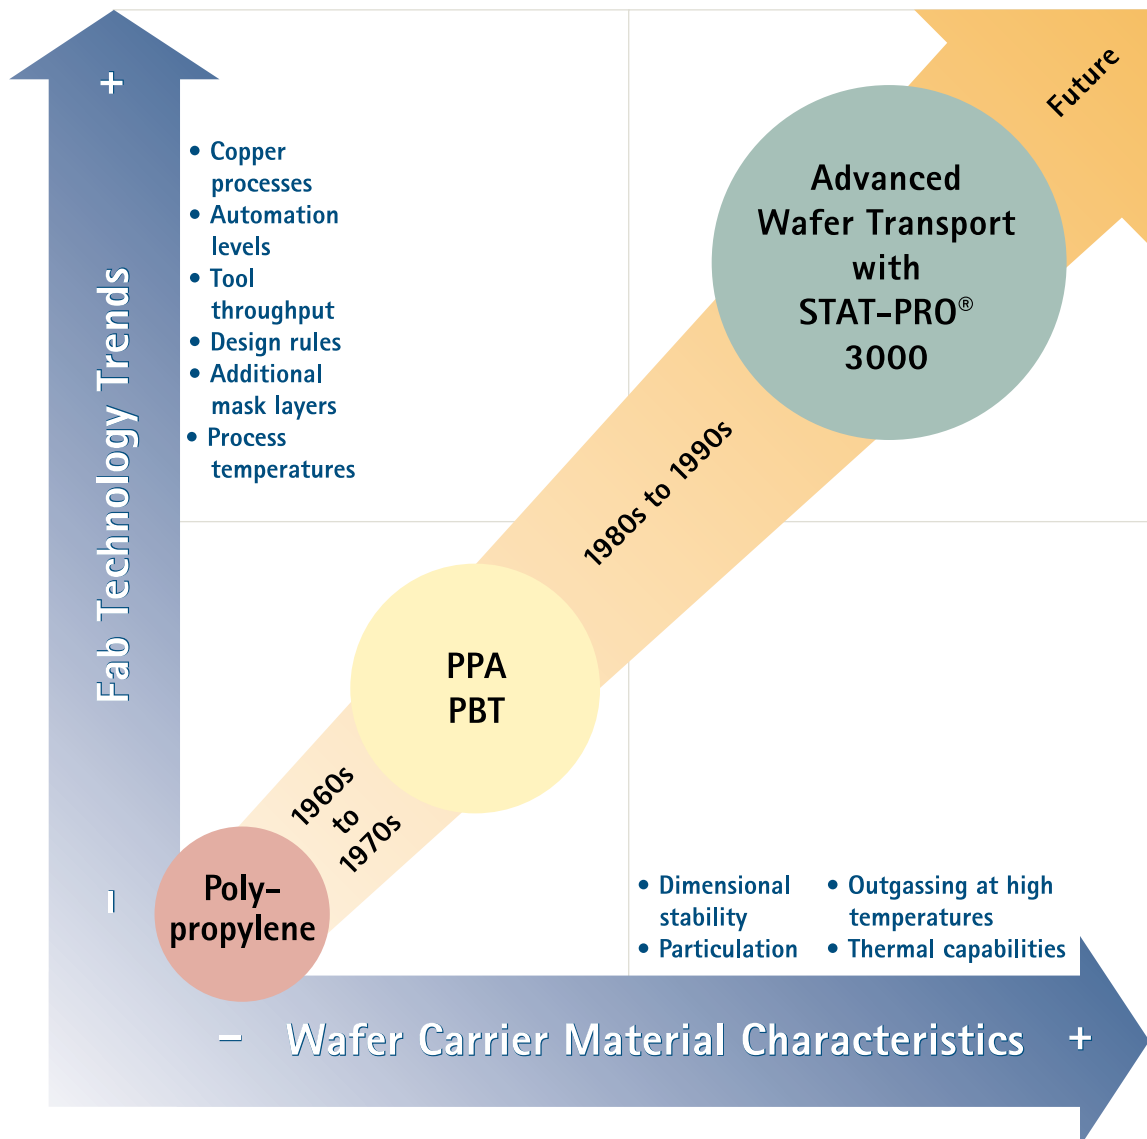 +
Future
• Copper
processes
• Automation
levels
• Tool
throughput
• Design rules
• Additional
mask layers
• Process
temperatures
Advanced
Wafer Transport
with
STAT-PRO®
3000
Fab Technology Trends
1980s to 1990s
PPA
PBT
1960s
to
1970s
–
Poly-
propylene
• Dimensional
stability
• Particulation
• Outgassing at high
temperatures
• Thermal capabilities
– Wafer Carrier Material Characteristics +